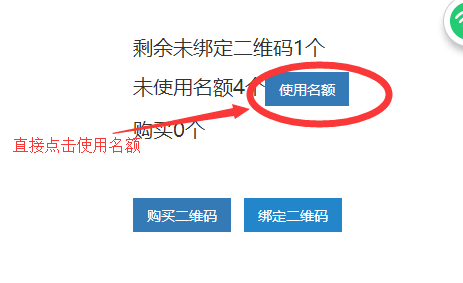 剩余未绑定二维码1个
未使用名额4个 使用名额
购买0个
直接点击使用名额
购买二维码 绑定二维码